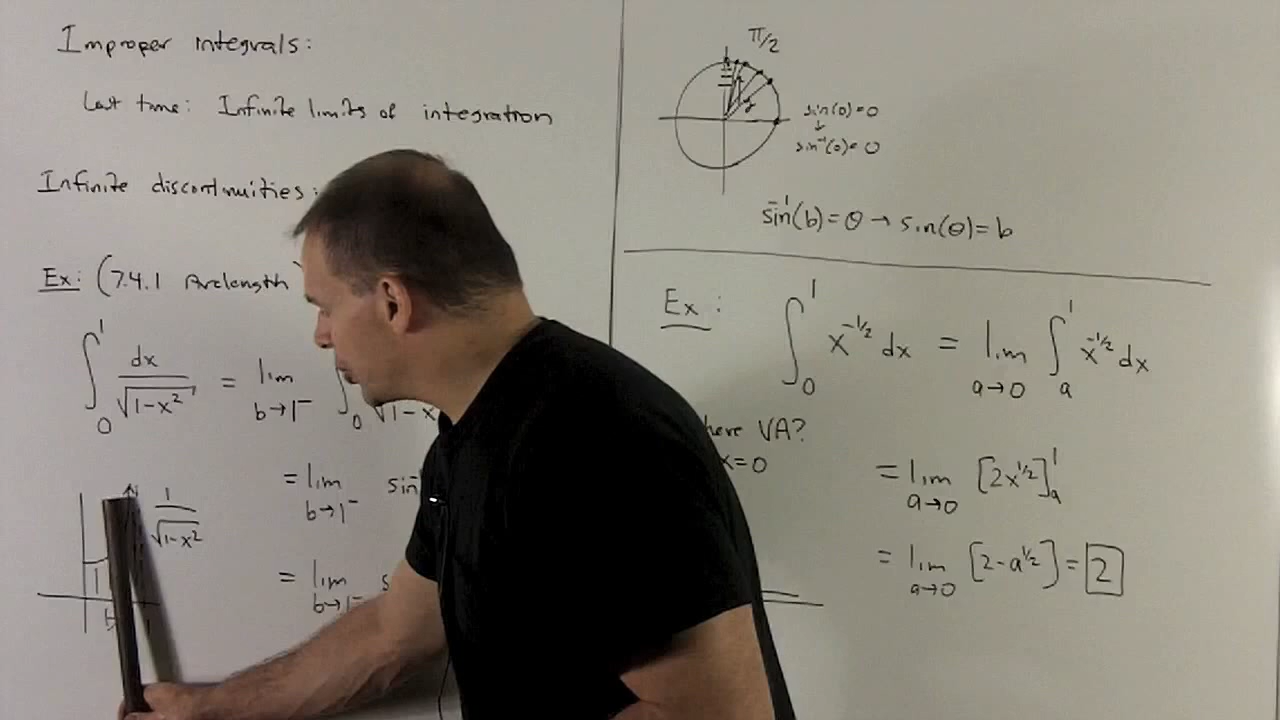 Improper integrals:
Last time: Infinite limits of integration
Infinite discontinuities:
Ex: (7.4.1 Arclength
∫₀¹ dx/√(1-x²) = lim b→1⁻ ∫₀ √(1-x
= lim b→1⁻ sin⁻¹
= lim b→1⁻ s
1/√(1-x²)
1
b
π/2
sin(0)=0
↓
sin⁻¹(0)=0
sin⁻¹(b)=θ→sin(θ)=b
Ex:
∫₀¹ x^(-1/2) dx = lim a→0 ∫ₐ¹ x^(-1/2) dx
VA?
x=0
= lim a→0 [2x^(1/2)]ₐ¹
= lim a→0 [2-a^(1/2)] = 2